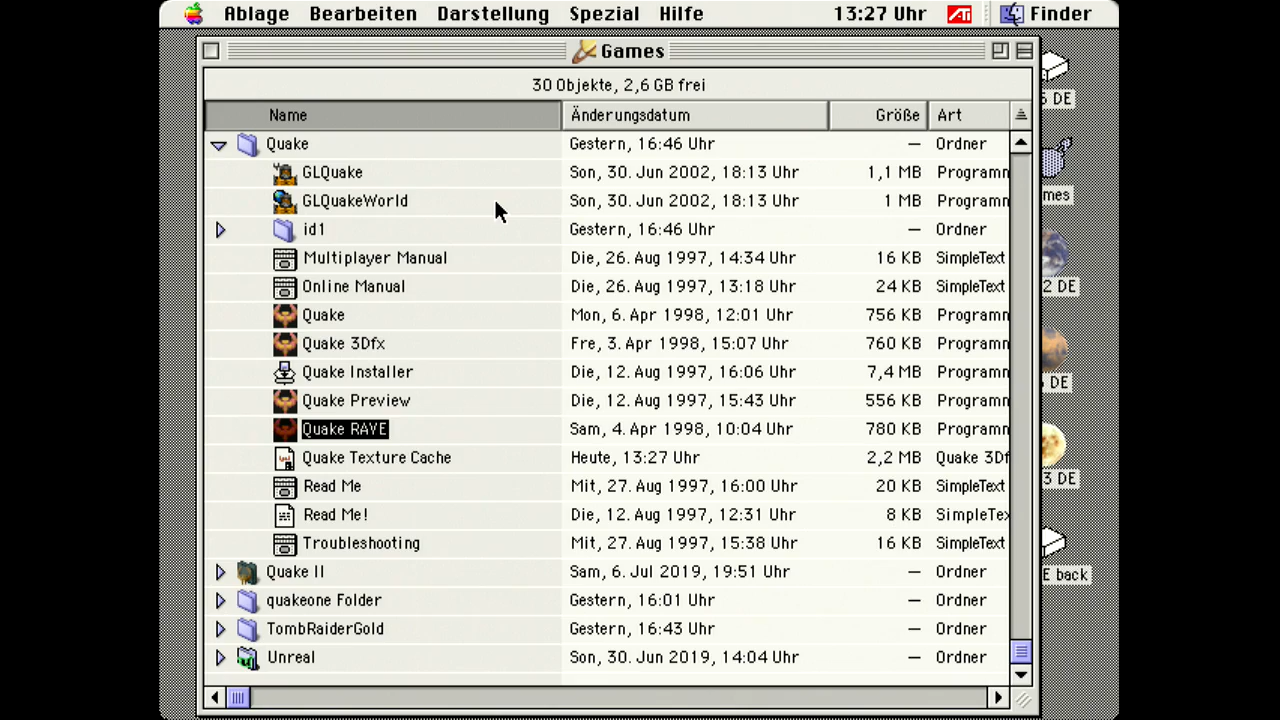 Ablage Bearbeiten Darstellung Spezial Hilfe 13:27 Uhr ATI Finder
Games
30 Objekte, 2,6 GB frei
Name Änderungsdatum Größe Art
Quake Gestern, 16:46 Uhr — Ordner
GLQuake Son, 30. Jun 2002, 18:13 Uhr 1,1 MB Programm
GLQuakeWorld Son, 30. Jun 2002, 18:13 Uhr 1 MB Programm
id1 Gestern, 16:46 Uhr — Ordner
Multiplayer Manual Die, 26. Aug 1997, 14:34 Uhr 16 KB SimpleText
Online Manual Die, 26. Aug 1997, 13:18 Uhr 24 KB SimpleText
Quake Mon, 6. Apr 1998, 12:01 Uhr 756 KB Programm
Quake 3Dfx Fre, 3. Apr 1998, 15:07 Uhr 760 KB Programm
Quake Installer Die, 12. Aug 1997, 16:06 Uhr 7,4 MB Programm
Quake Preview Die, 12. Aug 1997, 15:43 Uhr 556 KB Programm
Quake RAVE Sam, 4. Apr 1998, 10:04 Uhr 780 KB Programm
Quake Texture Cache Heute, 13:27 Uhr 2,2 MB Quake 3Df
Read Me Mit, 27. Aug 1997, 16:00 Uhr 20 KB SimpleText
Read Me! Die, 12. Aug 1997, 12:31 Uhr 8 KB SimpleTex
Troubleshooting Mit, 27. Aug 1997, 15:38 Uhr 16 KB SimpleText
Quake II Sam, 6. Jul 2019, 19:51 Uhr — Ordner
quakeone Folder Gestern, 16:01 Uhr — Ordner
TombRaiderGold Gestern, 16:43 Uhr — Ordner
Unreal Son, 30. Jun 2019, 14:04 Uhr — Ordner
DE
mes
2 DE
DE
3 DE
E back